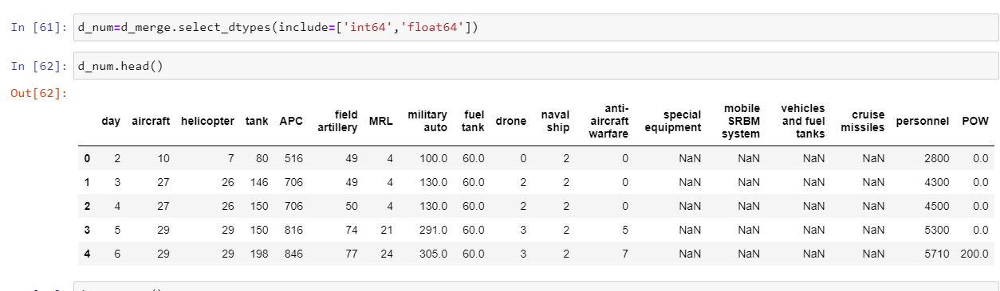 In [61]: d_num=d_merge.select_dtypes(include=['int64','float64'])
In [62]: d_num.head()
Out[62]:
day aircraft helicopter tank APC field artillery MRL military auto fuel tank drone naval ship anti-aircraft warfare special equipment mobile SRBM system vehicles and fuel tanks cruise missiles personnel POW
0 2 10 7 80 516 49 4 100.0 60.0 0 2 0 NaN NaN NaN NaN 2800 0.0
1 3 27 26 146 706 49 4 130.0 60.0 2 2 0 NaN NaN NaN NaN 4300 0.0
2 4 27 26 150 706 50 4 130.0 60.0 2 2 0 NaN NaN NaN NaN 4500 0.0
3 5 29 29 150 816 74 21 291.0 60.0 3 2 5 NaN NaN NaN NaN 5300 0.0
4 6 29 29 198 846 77 24 305.0 60.0 3 2 7 NaN NaN NaN NaN 5710 200.0